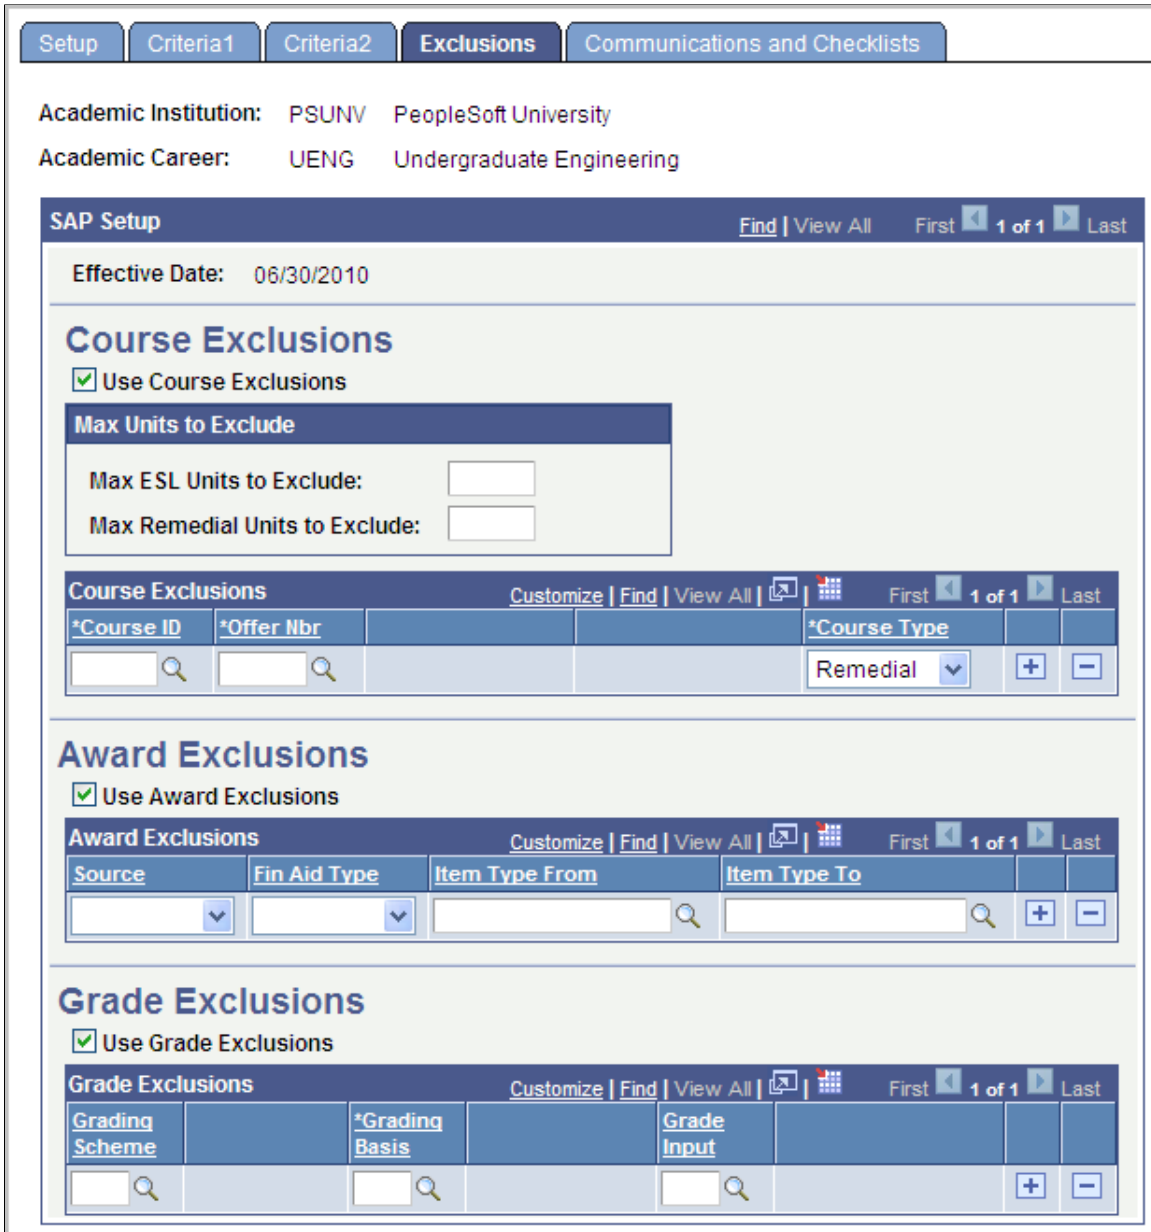 Setup Criteria1 Criteria2 Exclusions Communications and Checklists
Academic Institution: PSUNV PeopleSoft University
Academic Career: UENG Undergraduate Engineering
SAP Setup Find | View All First 1 of 1 Last
Effective Date: 06/30/2010
Course Exclusions
Use Course Exclusions
Max Units to Exclude
Max ESL Units to Exclude:
Max Remedial Units to Exclude:
Course Exclusions Customize | Find | View All | | First 1 of 1 Last
*Course ID *Offer Nbr *Course Type
Remedial
Award Exclusions
Use Award Exclusions
Award Exclusions Customize | Find | View All | | First 1 of 1 Last
Source Fin Aid Type Item Type From Item Type To
Grade Exclusions
Use Grade Exclusions
Grade Exclusions Customize | Find | View All | | First 1 of 1 Last
Grading *Grading Grade
Scheme Basis Input